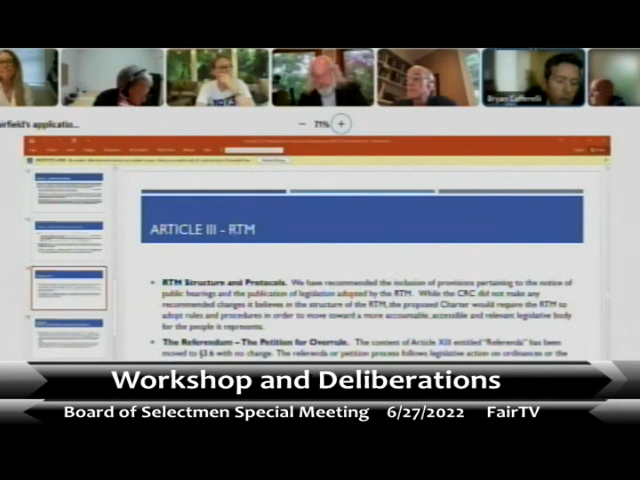 Bryan Cafferelli
airfield's applicatio...
− 71% +
ARTICLE III - RTM
RTM Structure and Protocols. We have recommended the inclusion of provisions pertaining to the notice of
public hearings and the publication of legislation adopted by the RTM. While the CRC did not make any
recommended changes it believes in the structure of the RTM, the proposed Charter would require the RTM to
adopt rules and procedures in order to move toward a more accountable, accessible and relevant legislative body
for the people it represents.
The Referendum – The Petition for Overrule. The content of Article XIII entitled "Referenda" has been
moved to §3.6 with no change. The referenda or petition process follows legislative action on ordinances or the
Workshop and Deliberations
Board of Selectmen Special Meeting 6/27/2022 FairTV